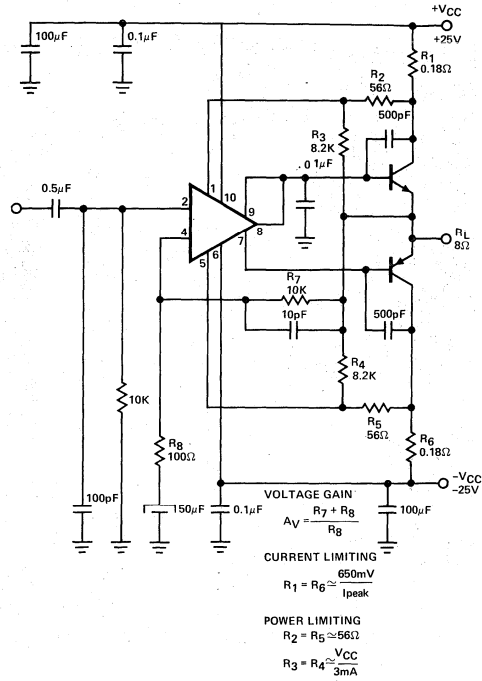 +VCC
+25V
100µF
0.1µF
R1
0.18Ω
R2
56Ω
500pF
R3
8.2K
.01µF
1
10
0.5µF
2
9
8
4
7
5
6
RL
8Ω
R7
10K
10pF
500pF
R4
8.2K
10K
R5
56Ω
R6
0.18Ω
R8
100Ω
-VCC
-25V
100pF
50µF
0.1µF
100µF
VOLTAGE GAIN
AV = R7 + R8 / R8
CURRENT LIMITING
R1 = R6 ≃ 650mV / Ipeak
POWER LIMITING
R2 = R5 ≃ 56Ω
R3 = R4 ≃ VCC / 3mA